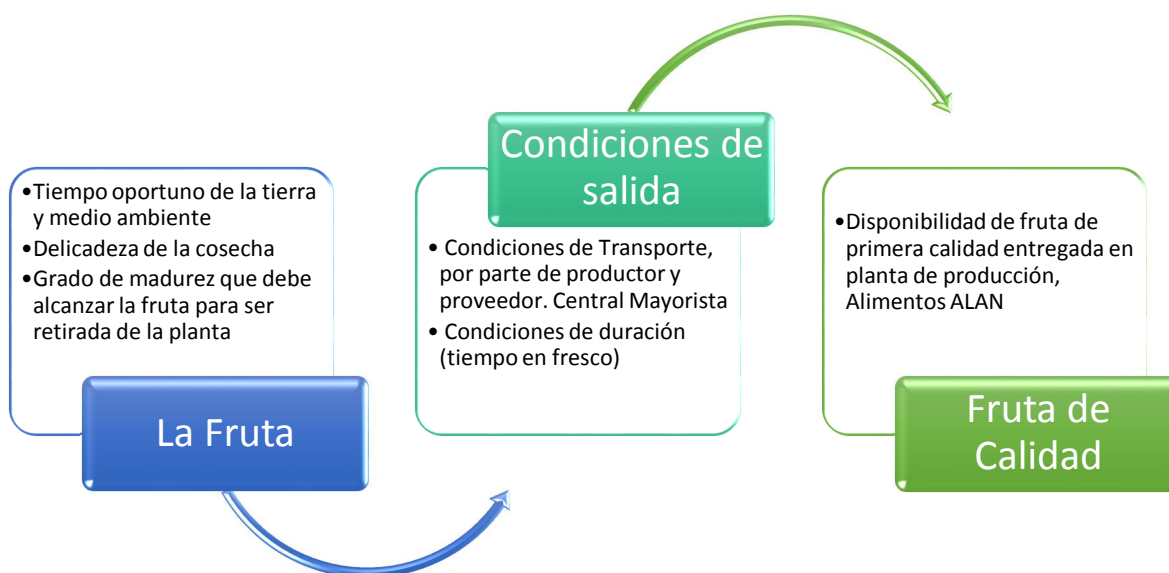 •Tiempo oportuno de la tierra
y medio ambiente
•Delicadeza de la cosecha
•Grado de madurez que debe
alcanzar la fruta para ser
retirada de la planta
La Fruta
Condiciones de
salida
• Condiciones de Transporte,
por parte de productor y
proveedor. Central Mayorista
• Condiciones de duración
(tiempo en fresco)
•Disponibilidad de fruta de
primera calidad entregada en
planta de producción,
Alimentos ALAN
Fruta de
Calidad